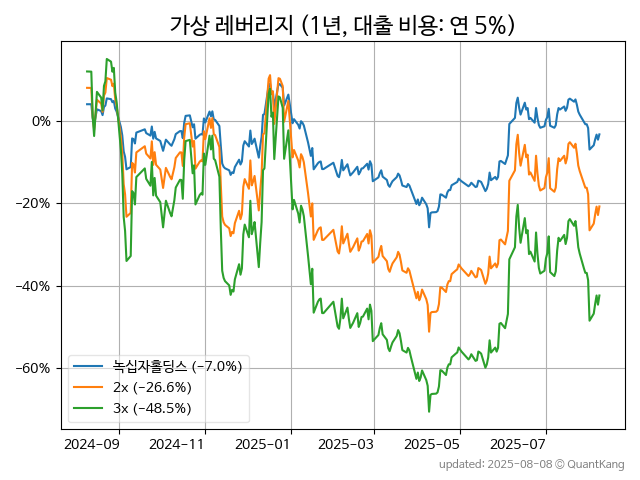 가상 레버리지 (1년, 대출 비용: 연 5%)
0%
−20%
−40%
−60%
녹십자홀딩스 (−7.0%)
2x (−26.6%)
3x (−48.5%)
2024-09 2024-11 2025-01 2025-03 2025-05 2025-07
updated: 2025-08-08 © QuantKang